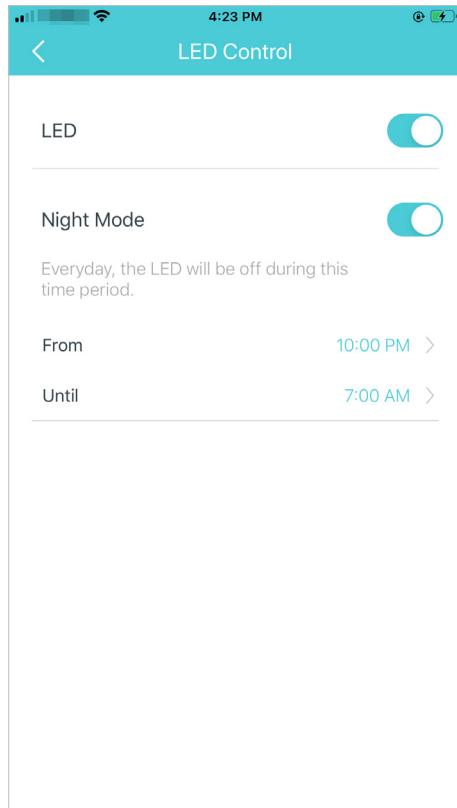 4:23 PM
LED Control
LED
Night Mode
Everyday, the LED will be off during this
time period.
From 10:00 PM
Until 7:00 AM